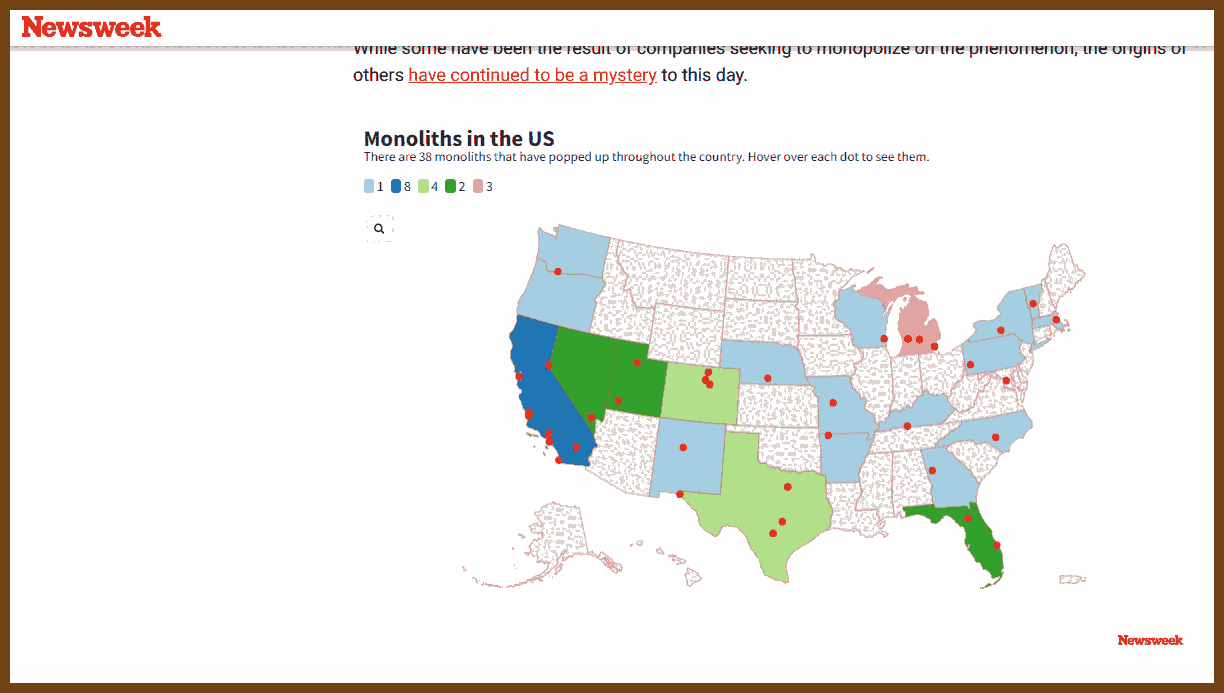 Newsweek
While some have been the result of companies seeking to monopolize on the phenomenon, the origins of
others have continued to be a mystery to this day.
Monoliths in the US
There are 38 monoliths that have popped up throughout the country. Hover over each dot to see them.
1 8 4 2 3
Newsweek